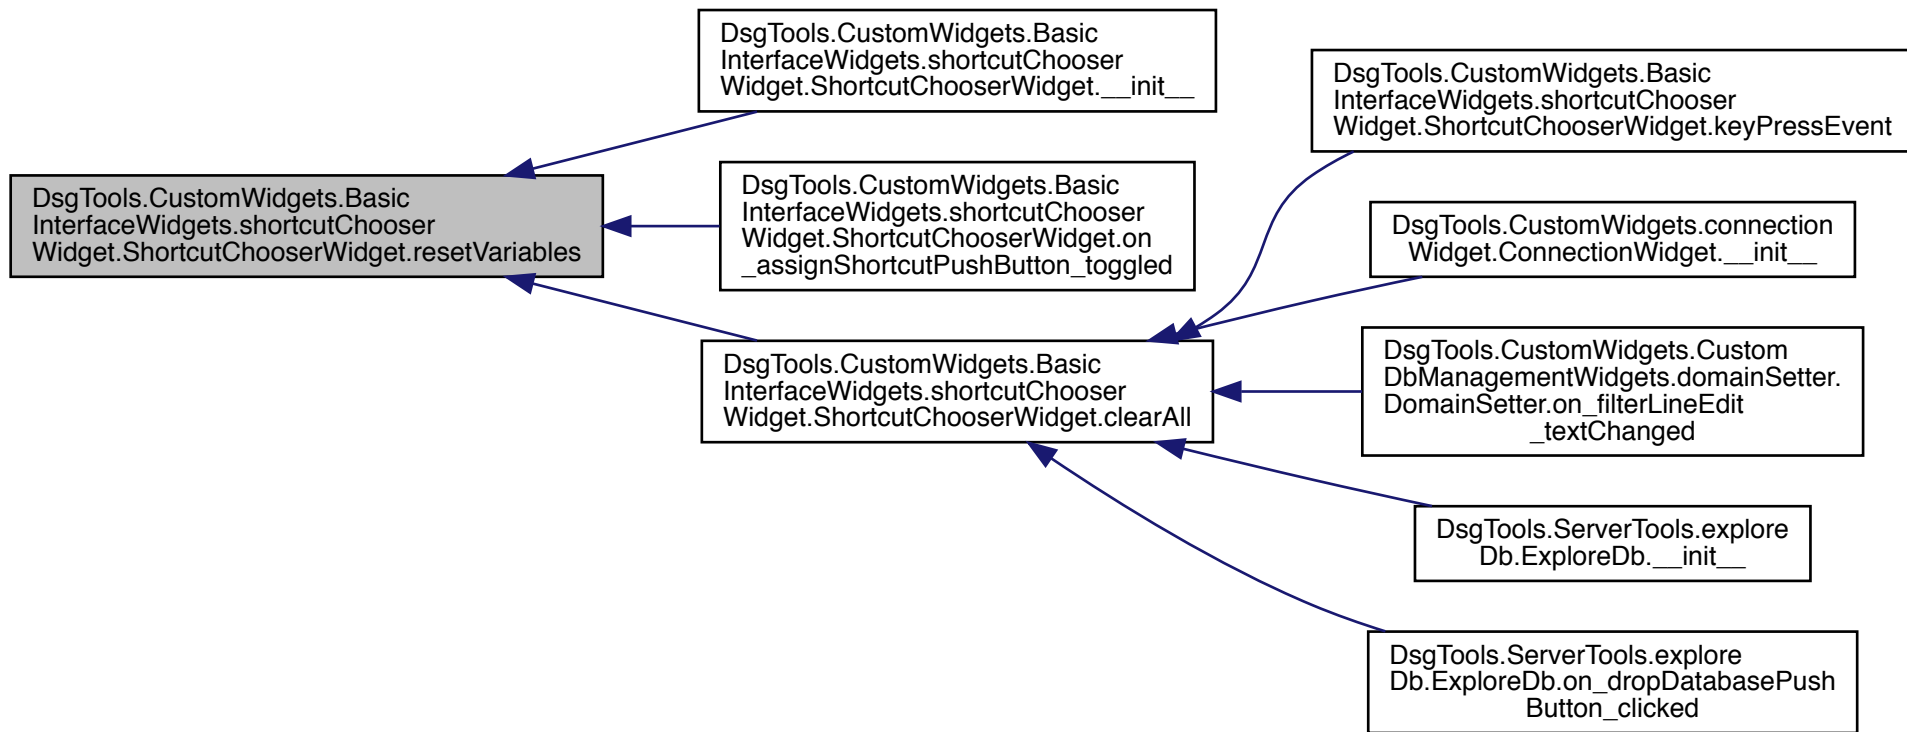 DsgTools.CustomWidgets.Basic
InterfaceWidgets.shortcutChooser
Widget.ShortcutChooserWidget.resetVariables
DsgTools.CustomWidgets.Basic
InterfaceWidgets.shortcutChooser
Widget.ShortcutChooserWidget.__init__
DsgTools.CustomWidgets.Basic
InterfaceWidgets.shortcutChooser
Widget.ShortcutChooserWidget.on
_assignShortcutPushButton_toggled
DsgTools.CustomWidgets.Basic
InterfaceWidgets.shortcutChooser
Widget.ShortcutChooserWidget.clearAll
DsgTools.CustomWidgets.Basic
InterfaceWidgets.shortcutChooser
Widget.ShortcutChooserWidget.keyPressEvent
DsgTools.CustomWidgets.connection
Widget.ConnectionWidget.__init__
DsgTools.CustomWidgets.Custom
DbManagementWidgets.domainSetter.
DomainSetter.on_filterLineEdit
_textChanged
DsgTools.ServerTools.explore
Db.ExploreDb.__init__
DsgTools.ServerTools.explore
Db.ExploreDb.on_dropDatabasePush
Button_clicked